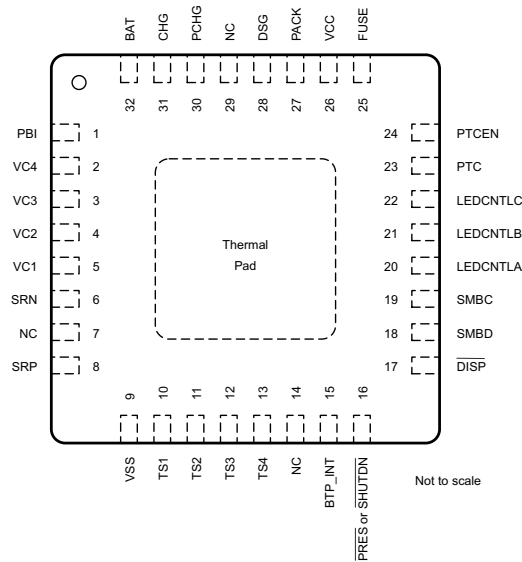 BAT
CHG
PCHG
NC
DSG
PACK
VCC
FUSE
32
31
30
29
28
27
26
25
PBI 1
VC4 2
VC3 3
VC2 4
VC1 5
SRN 6
NC 7
SRP 8
Thermal
Pad
24 PTCEN
23 PTC
22 LEDCNTLC
21 LEDCNTLB
20 LEDCNTLA
19 SMBC
18 SMBD
17 DISP
9
10
11
12
13
14
15
16
VSS
TS1
TS2
TS3
TS4
NC
BTP_INT
PRES or SHUTDN
Not to scale